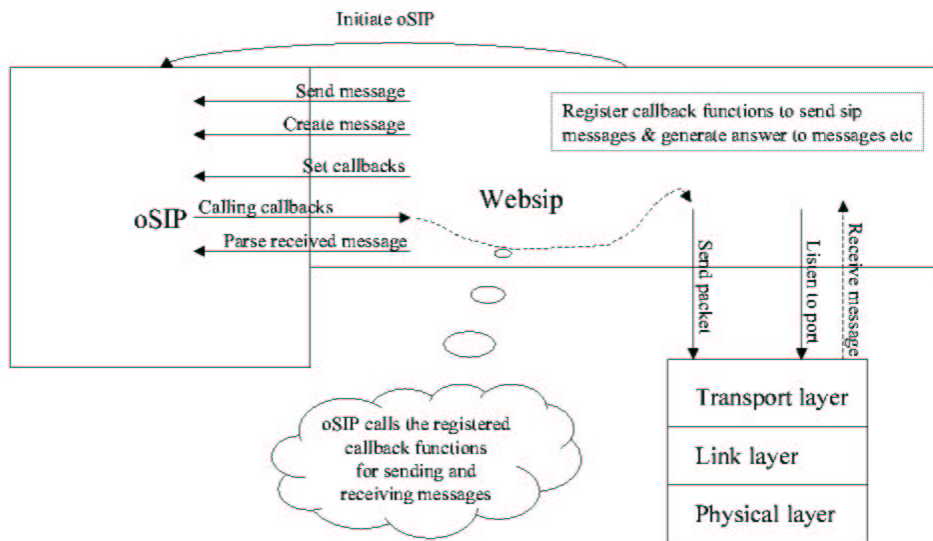 Initiate oSIP
Send message
Create message
Set callbacks
oSIP
Calling callbacks
Parse received message
Websip
Register callback functions to send sip
messages & generate answer to messages etc
Send packet
Listen to port
Receive message
oSIP calls the registered
callback functions
for sending and
receiving messages
Transport layer
Link layer
Physical layer